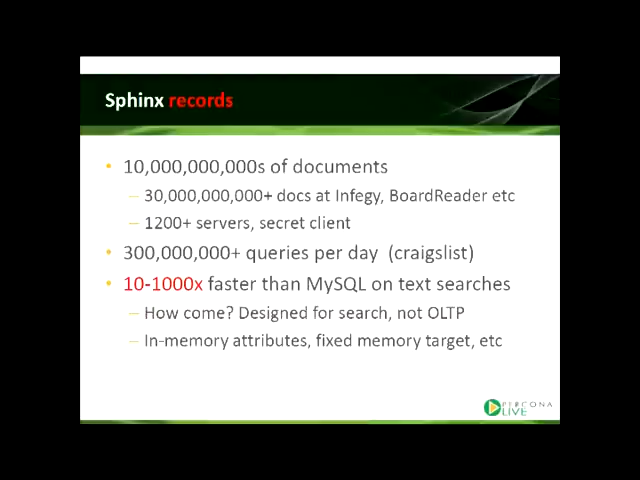 Sphinx records
• 10,000,000,000s of documents
– 30,000,000,000+ docs at Infegy, BoardReader etc
– 1200+ servers, secret client
• 300,000,000+ queries per day (craigslist)
• 10-1000x faster than MySQL on text searches
– How come? Designed for search, not OLTP
– In-memory attributes, fixed memory target, etc
PERCONA
LIVE